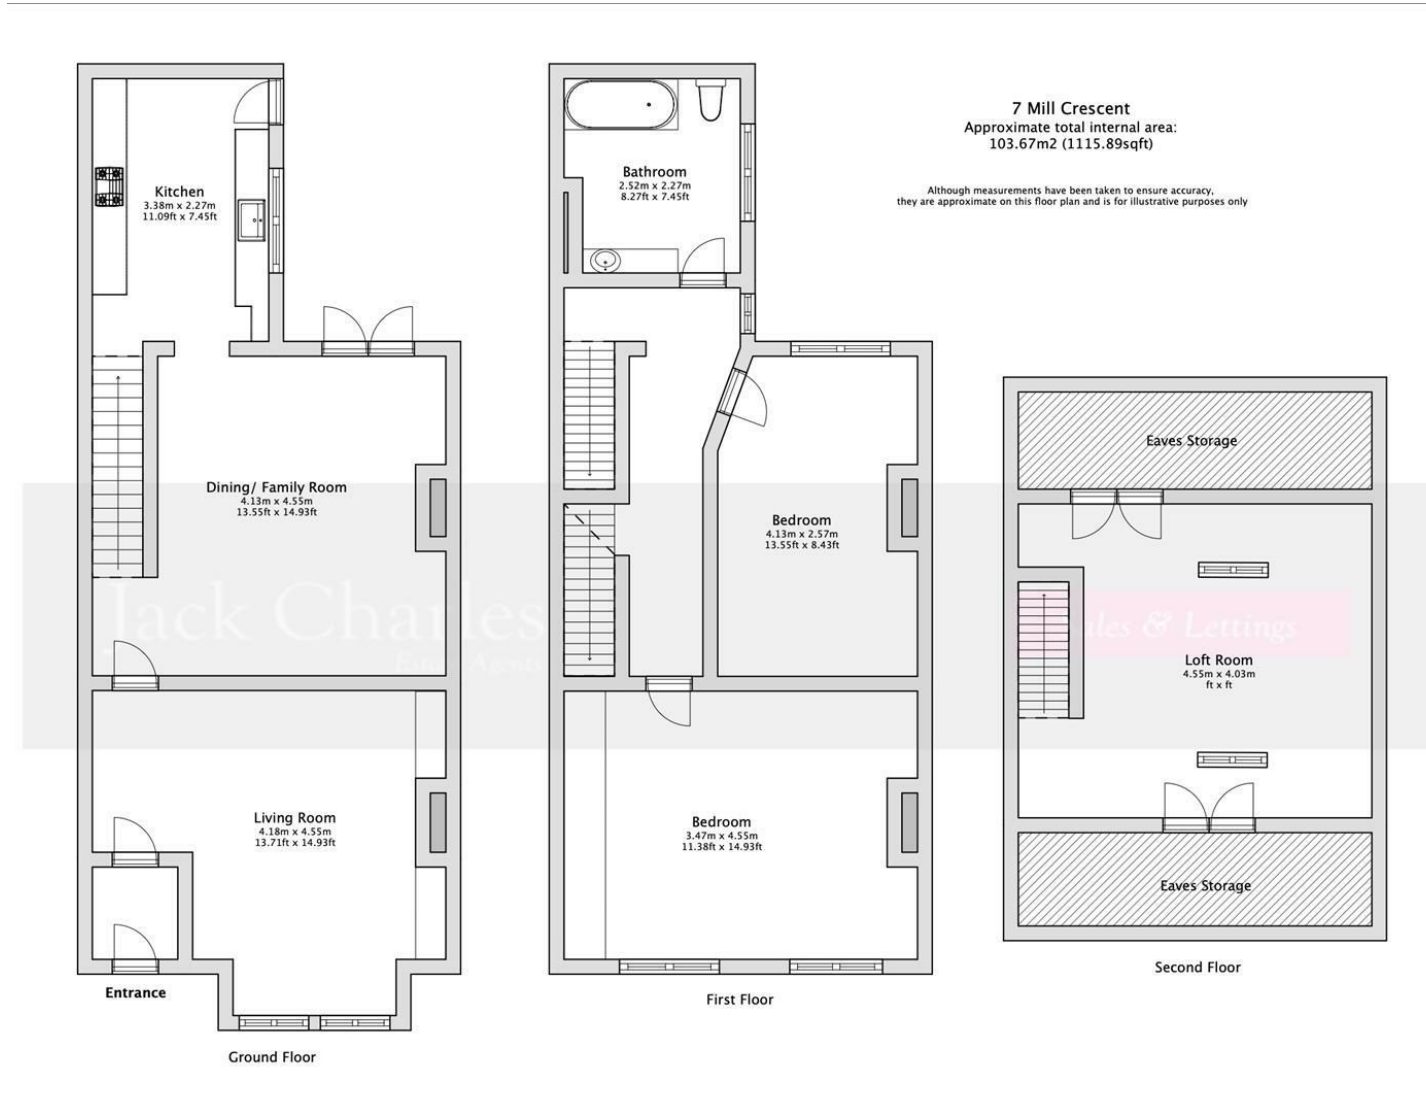 7 Mill Crescent
Approximate total internal area:
103.67m2 (1115.89sqft)
Although measurements have been taken to ensure accuracy,
they are approximate on this floor plan and is for illustrative purposes only
Kitchen
3.38m x 2.27m
11.09ft x 7.45ft
Dining/ Family Room
4.13m x 4.55m
13.55ft x 14.93ft
Living Room
4.18m x 4.55m
13.71ft x 14.93ft
Entrance
Ground Floor
Bathroom
2.52m x 2.27m
8.27ft x 7.45ft
Bedroom
4.13m x 2.57m
13.55ft x 8.43ft
Bedroom
3.47m x 4.55m
11.38ft x 14.93ft
First Floor
Eaves Storage
Loft Room
4.55m x 4.03m
ft x ft
Eaves Storage
Second Floor
Jack Charles
Estate Agents
Sales & Lettings